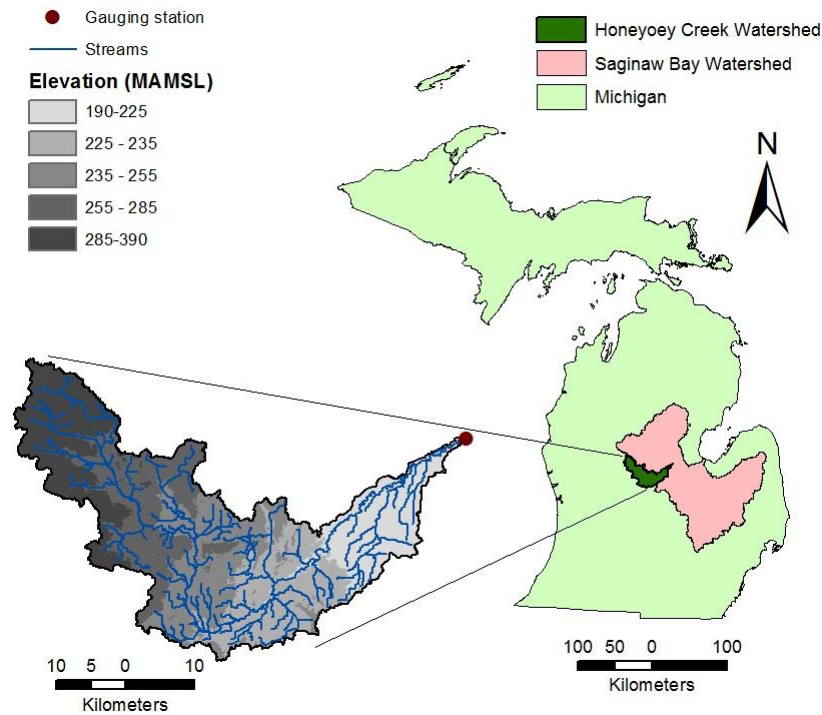 Gauging station
Streams
Elevation (MAMSL)
190-225
225 - 235
235 - 255
255 - 285
285-390
Honeyoey Creek Watershed
Saginaw Bay Watershed
Michigan
N
10 5 0 10
Kilometers
100 50 0 100
Kilometers